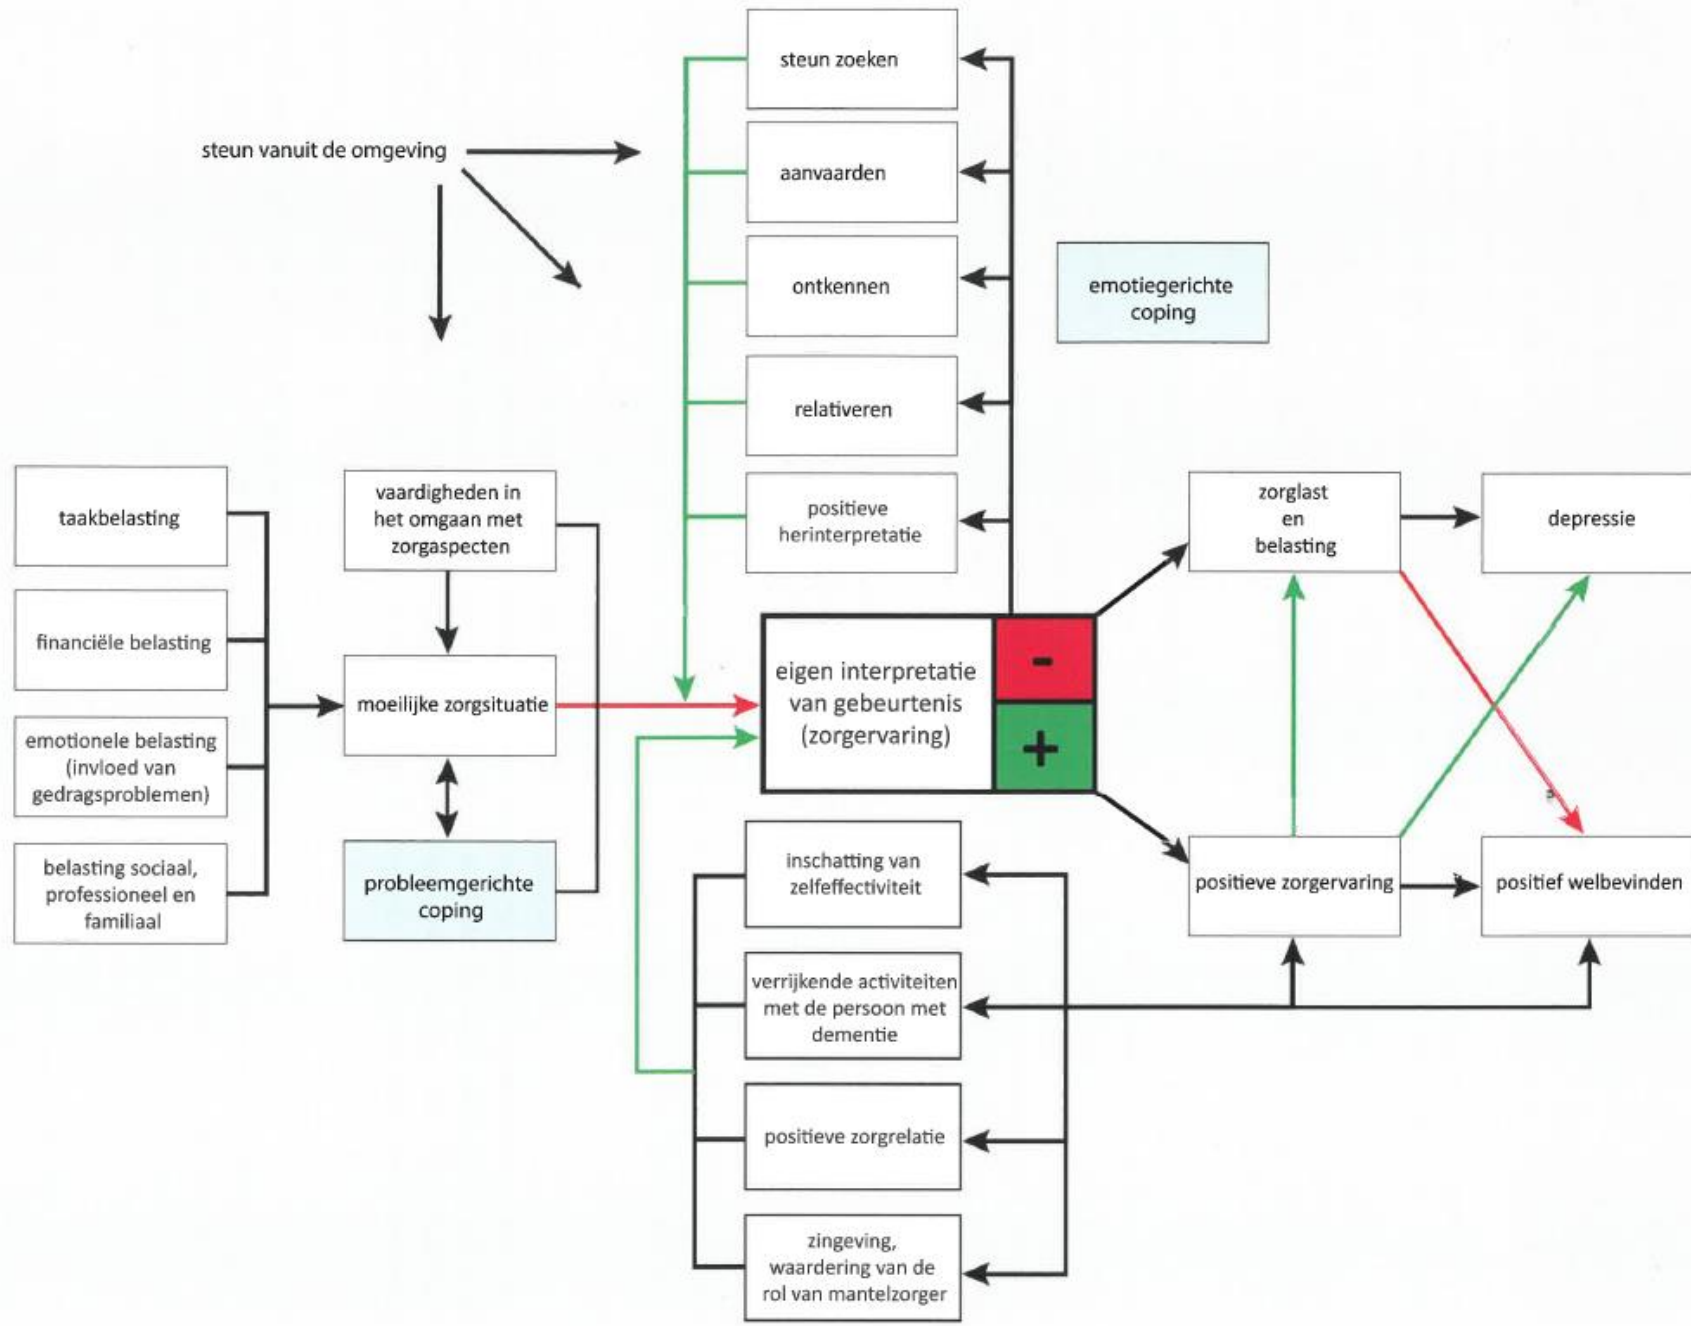 steun zoeken
steun vanuit de omgeving
aanvaarden
ontkennen
emotiegerichte
coping
relativeren
positieve
herinterpretatie
taakbelasting
financiële belasting
emotionele belasting
(invloed van
gedragsproblemen)
belasting sociaal,
professioneel en
familiaal
vaardigheden in
het omgaan met
zorgaspecten
moeilijke zorgsituatie
probleemgerichte
coping
eigen interpretatie
van gebeurtenis
(zorgervaring)
-
+
zorglast
en
belasting
depressie
positieve zorgervaring
positief welbevinden
inschatting van
zelfeffectiviteit
verrijkende activiteiten
met de persoon met
dementie
positieve zorgrelatie
zingeving,
waardering van de
rol van mantelzorger